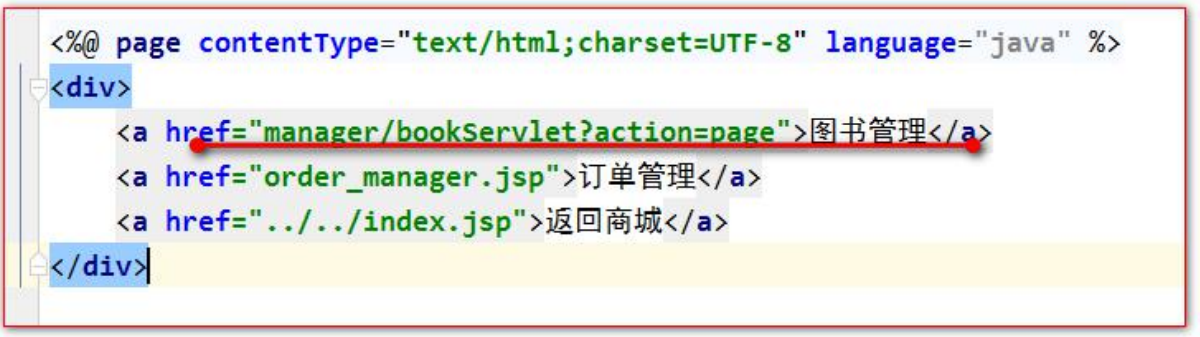 <%@ page contentType="text/html;charset=UTF-8" language="java" %>
<div>
<a href="manager/bookServlet?action=page">图书管理</a>
<a href="order_manager.jsp">订单管理</a>
<a href="../../index.jsp">返回商城</a>
</div>